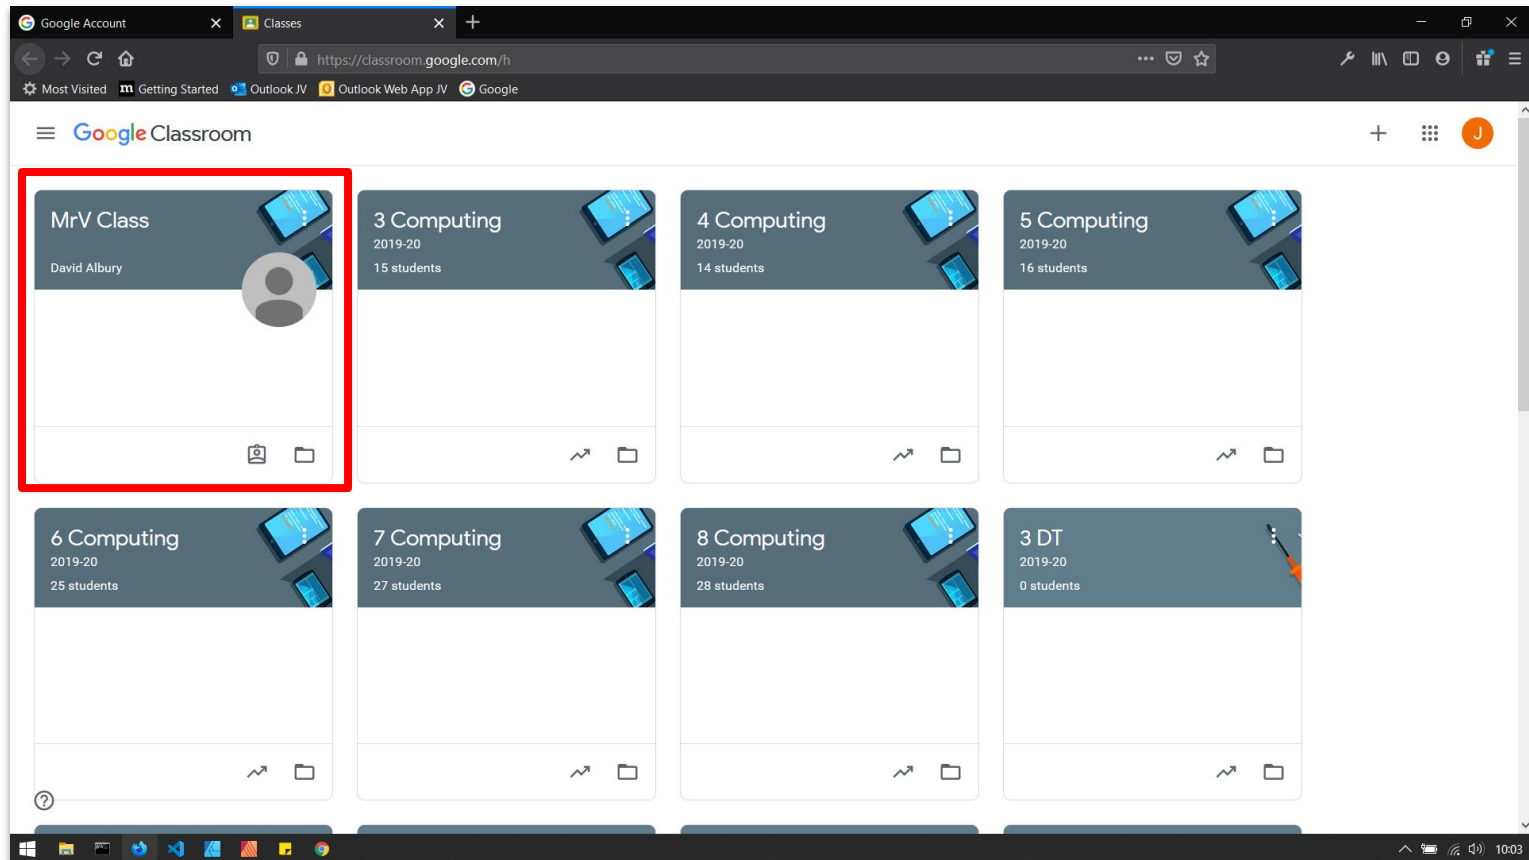 Google Account
Classes
https://classroom.google.com/h
Most Visited
Getting Started
Outlook JV
Outlook Web App JV
Google
Google Classroom
J
MrV Class
David Albury
3 Computing
2019-20
15 students
4 Computing
2019-20
14 students
5 Computing
2019-20
16 students
6 Computing
2019-20
25 students
7 Computing
2019-20
27 students
8 Computing
2019-20
28 students
3 DT
2019-20
0 students
10:03